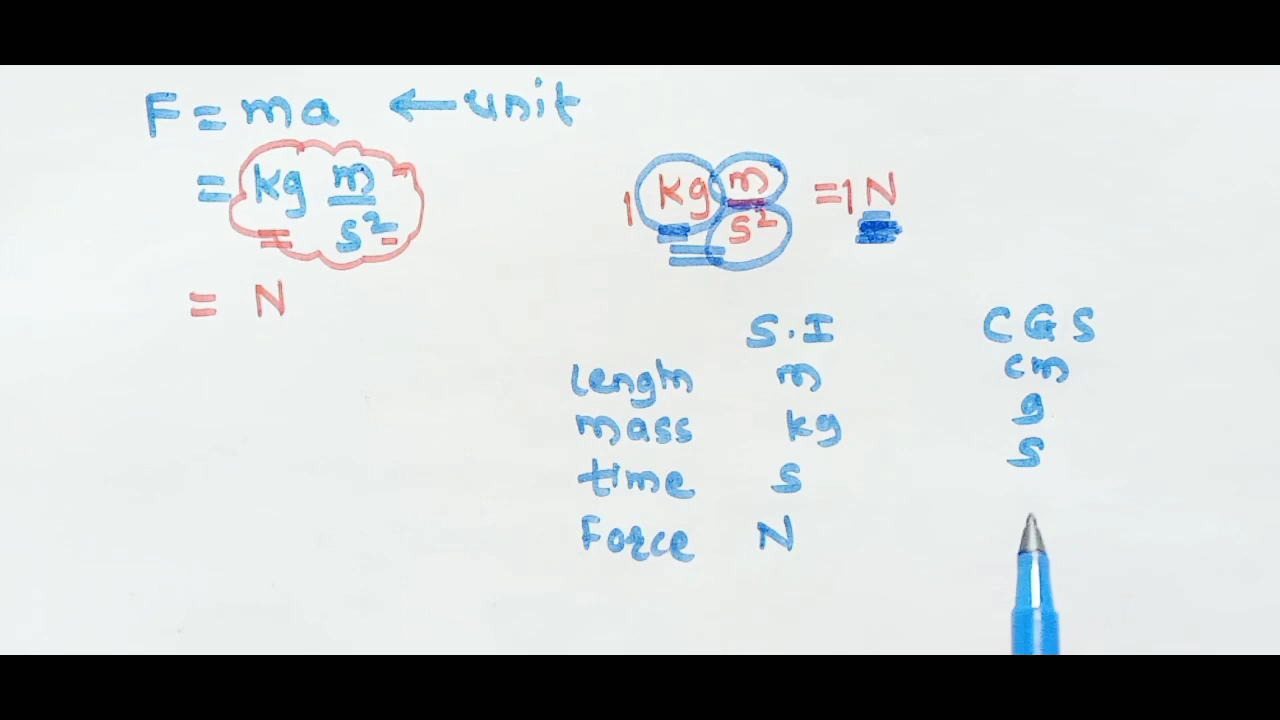 F = ma ← unit
= kg m/s²
= N
1 kg m/s² = 1 N
S.I CGS
Length m cm
mass kg g
time s s
Force N